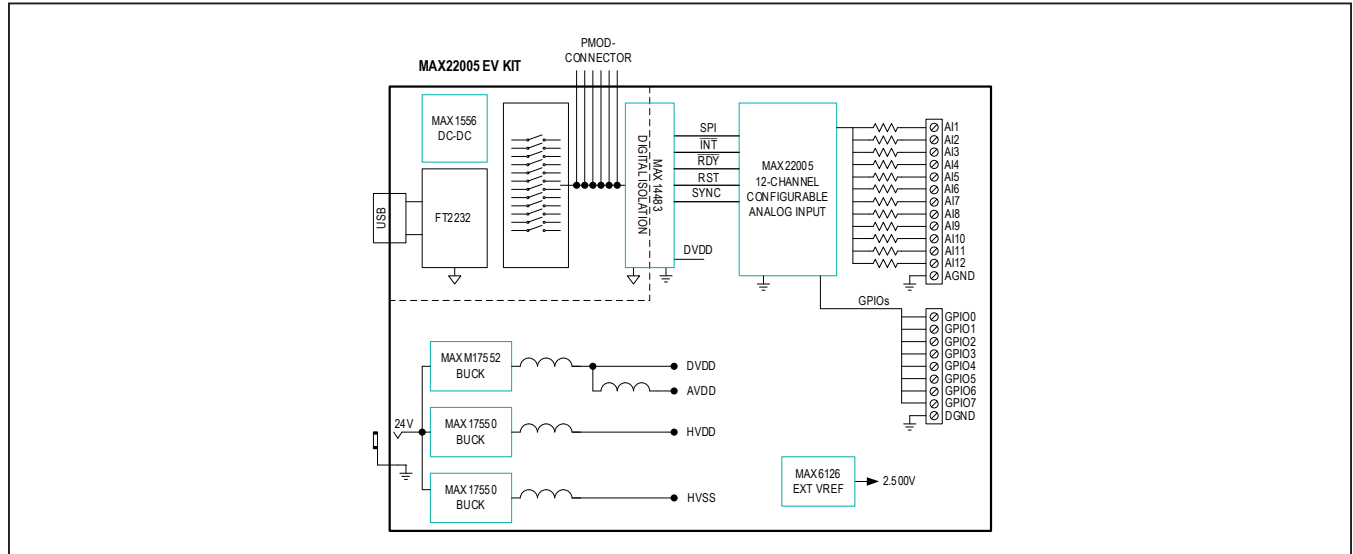 PMOD-
CONNECTOR
MAX22005 EV KIT
MAX1556
DC-DC
USB
FT2232
DIGITAL ISOLATION
MAX 14483
SPI
INT
RDY
RST
SYNC
DVDD
MAX22005
12-CHANNEL
CONFIGURABLE
ANALOG INPUT
AI1
AI2
AI3
AI4
AI5
AI6
AI7
AI8
AI9
AI10
AI11
AI12
AGND
GPIOs
GPIO0
GPIO1
GPIO2
GPIO3
GPIO4
GPIO5
GPIO6
GPIO7
DGND
24V
MAXM17552
BUCK
DVDD
AVDD
MAX17550
BUCK
HVDD
MAX17550
BUCK
HVSS
MAX6126
EXT VREF
2.500V